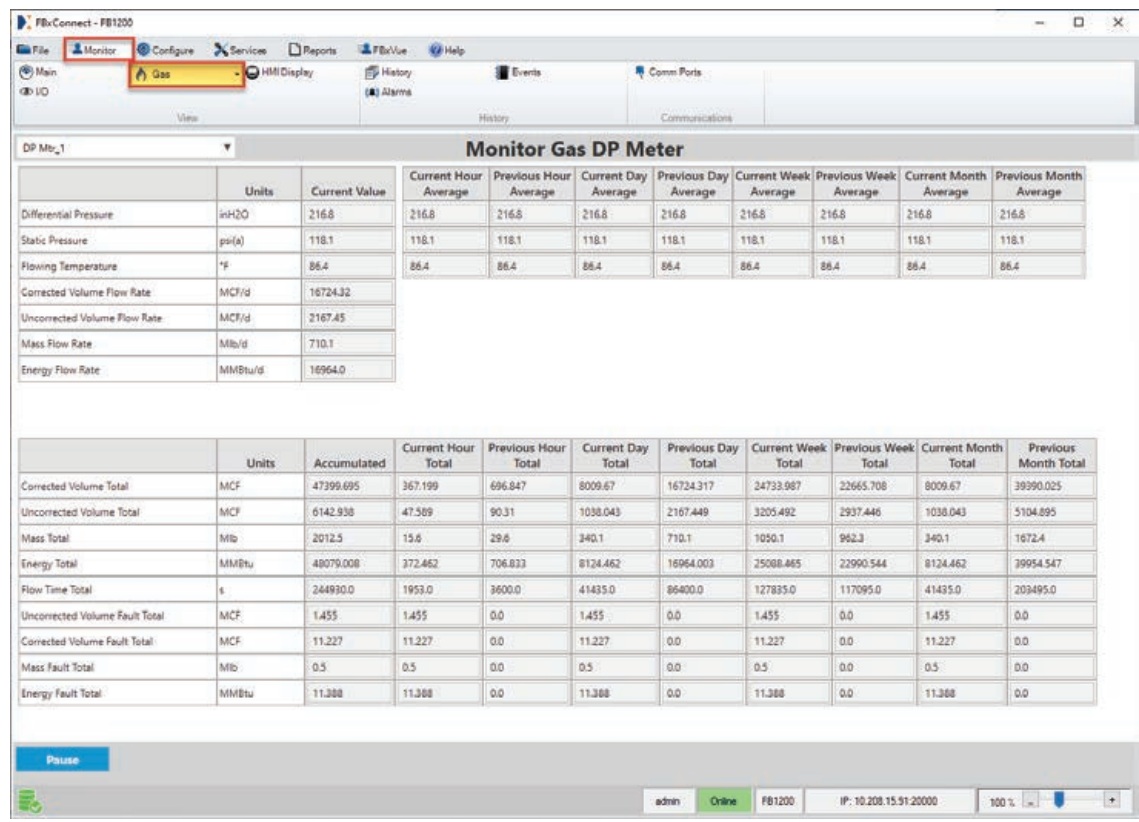 FBxConnect - FB1200
File Monitor Configure Services Reports FBxVue Help
Main Gas HMI Display History Events Comm Ports
I/O Alarms
View History Communications
DP Mtr_1 Monitor Gas DP Meter
Units Current Value Current Hour Average Previous Hour Average Current Day Average Previous Day Average Current Week Average Previous Week Average Current Month Average Previous Month Average
Differential Pressure inH2O 216.8 216.8 216.8 216.8 216.8 216.8 216.8 216.8 216.8
Static Pressure psi(a) 118.1 118.1 118.1 118.1 118.1 118.1 118.1 118.1 118.1
Flowing Temperature °F 86.4 86.4 86.4 86.4 86.4 86.4 86.4 86.4 86.4
Corrected Volume Flow Rate MCF/d 16724.32
Uncorrected Volume Flow Rate MCF/d 2167.45
Mass Flow Rate Mlb/d 710.1
Energy Flow Rate MMBtu/d 16964.0
Units Accumulated Current Hour Total Previous Hour Total Current Day Total Previous Day Total Current Week Total Previous Week Total Current Month Total Previous Month Total
Corrected Volume Total MCF 47399.695 367.199 696.847 8009.67 16724.317 24733.987 22665.708 8009.67 39390.025
Uncorrected Volume Total MCF 6142.938 47.589 90.31 1038.043 2167.449 3205.492 2937.446 1038.043 5104.895
Mass Total Mlb 2012.5 15.6 29.6 340.1 710.1 1050.1 962.3 340.1 1672.4
Energy Total MMBtu 48079.008 372.462 706.833 8124.462 16964.003 25088.465 22990.544 8124.462 39954.547
Flow Time Total s 244930.0 1953.0 3600.0 41435.0 86400.0 127835.0 117095.0 41435.0 203495.0
Uncorrected Volume Fault Total MCF 1.455 1.455 0.0 1.455 0.0 1.455 0.0 1.455 0.0
Corrected Volume Fault Total MCF 11.227 11.227 0.0 11.227 0.0 11.227 0.0 11.227 0.0
Mass Fault Total Mlb 0.5 0.5 0.0 0.5 0.0 0.5 0.0 0.5 0.0
Energy Fault Total MMBtu 11.388 11.388 0.0 11.388 0.0 11.388 0.0 11.388 0.0
Pause
admin Online FB1200 IP: 10.208.15.51:20000 100 % - +